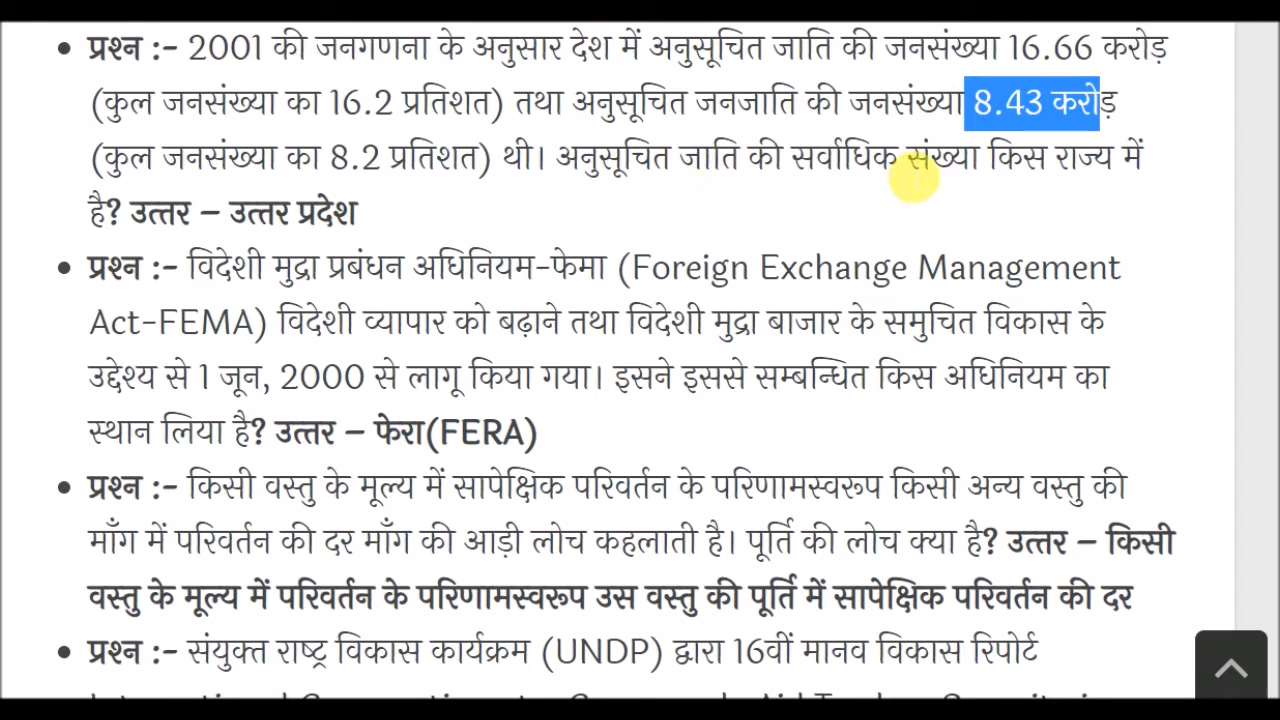 • प्रश्न :- 2001 की जनगणना के अनुसार देश में अनुसूचित जाति की जनसंख्या 16.66 करोड़
(कुल जनसंख्या का 16.2 प्रतिशत) तथा अनुसूचित जनजाति की जनसंख्या 8.43 करोड़
(कुल जनसंख्या का 8.2 प्रतिशत) थी। अनुसूचित जाति की सर्वाधिक संख्या किस राज्य में
है? उत्तर – उत्तर प्रदेश
• प्रश्न :- विदेशी मुद्रा प्रबंधन अधिनियम-फेमा (Foreign Exchange Management
Act-FEMA) विदेशी व्यापार को बढ़ाने तथा विदेशी मुद्रा बाजार के समुचित विकास के
उद्देश्य से 1 जून, 2000 से लागू किया गया। इसने इससे सम्बन्धित किस अधिनियम का
स्थान लिया है? उत्तर – फेरा(FERA)
• प्रश्न :- किसी वस्तु के मूल्य में सापेक्षिक परिवर्तन के परिणामस्वरूप किसी अन्य वस्तु की
माँग में परिवर्तन की दर माँग की आड़ी लोच कहलाती है। पूर्ति की लोच क्या है? उत्तर – किसी
वस्तु के मूल्य में परिवर्तन के परिणामस्वरूप उस वस्तु की पूर्ति में सापेक्षिक परिवर्तन की दर
• प्रश्न :- संयुक्त राष्ट्र विकास कार्यक्रम (UNDP) द्वारा 16वीं मानव विकास रिपोर्ट